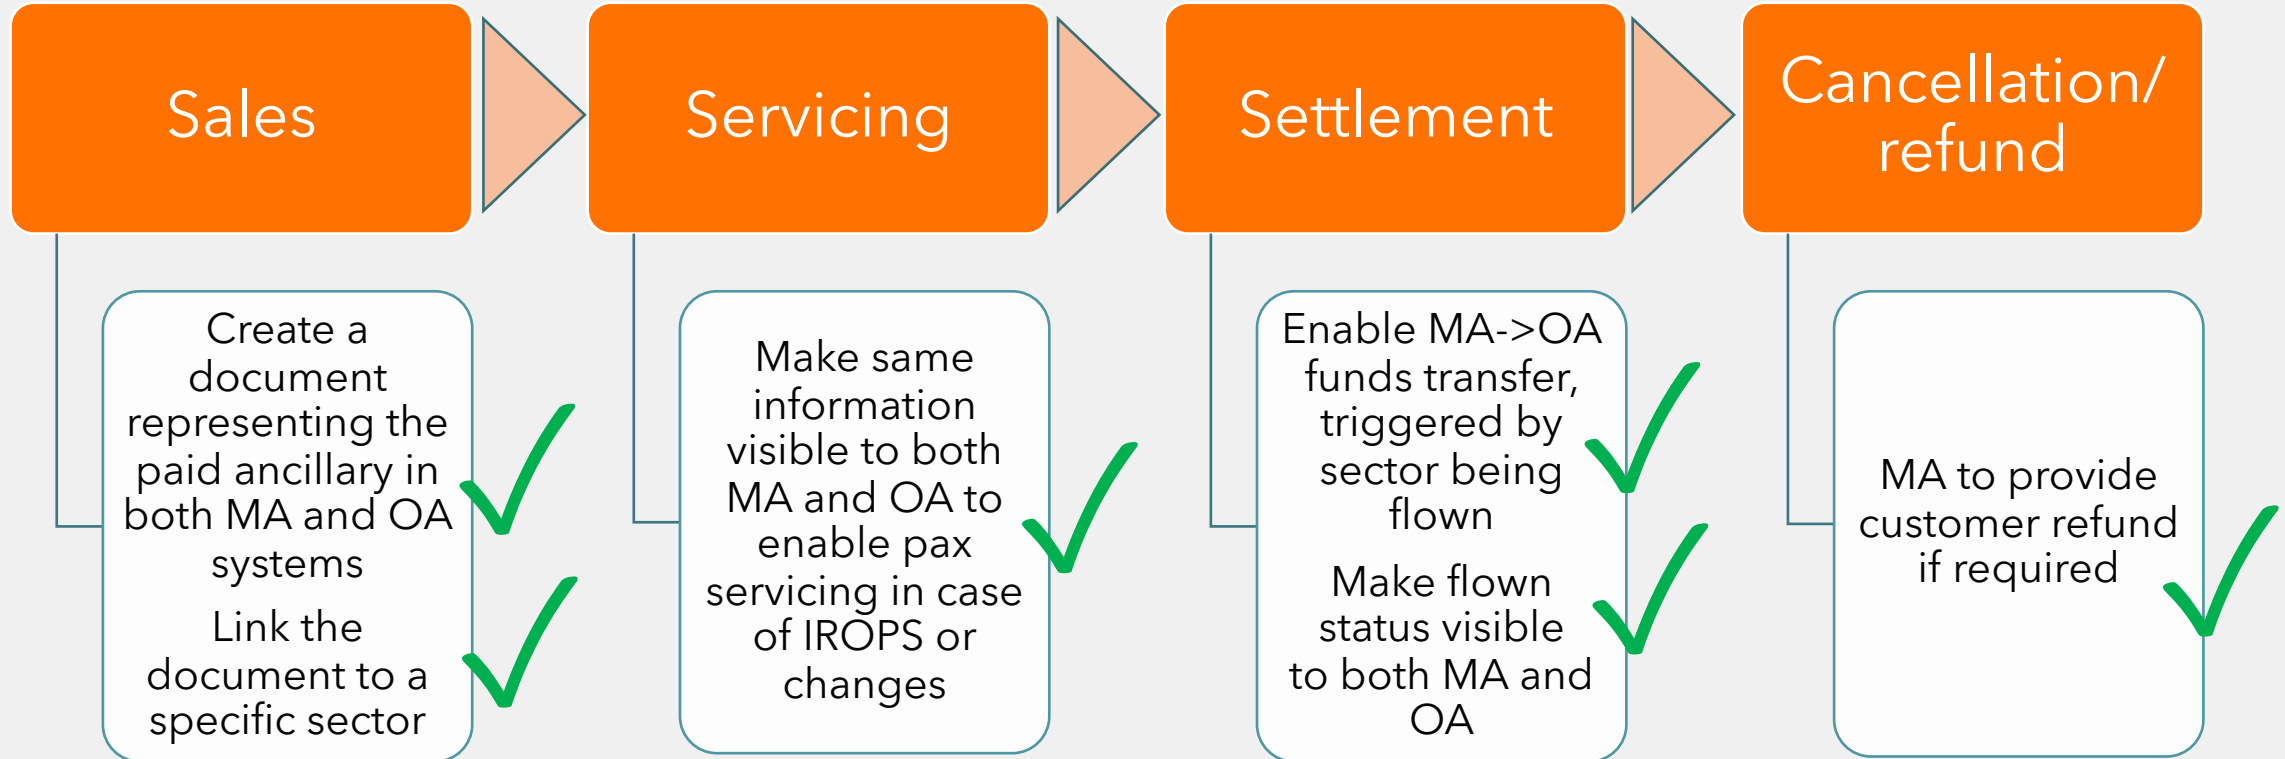 Sales
Servicing
Settlement
Cancellation/
refund
Create a
document
representing the
paid ancillary in
both MA and OA
systems
Link the
document to a
specific sector
Make same
information
visible to both
MA and OA to
enable pax
servicing in case
of IROPS or
changes
Enable MA->OA
funds transfer,
triggered by
sector being
flown
Make flown
status visible
to both MA and
OA
MA to provide
customer refund
if required